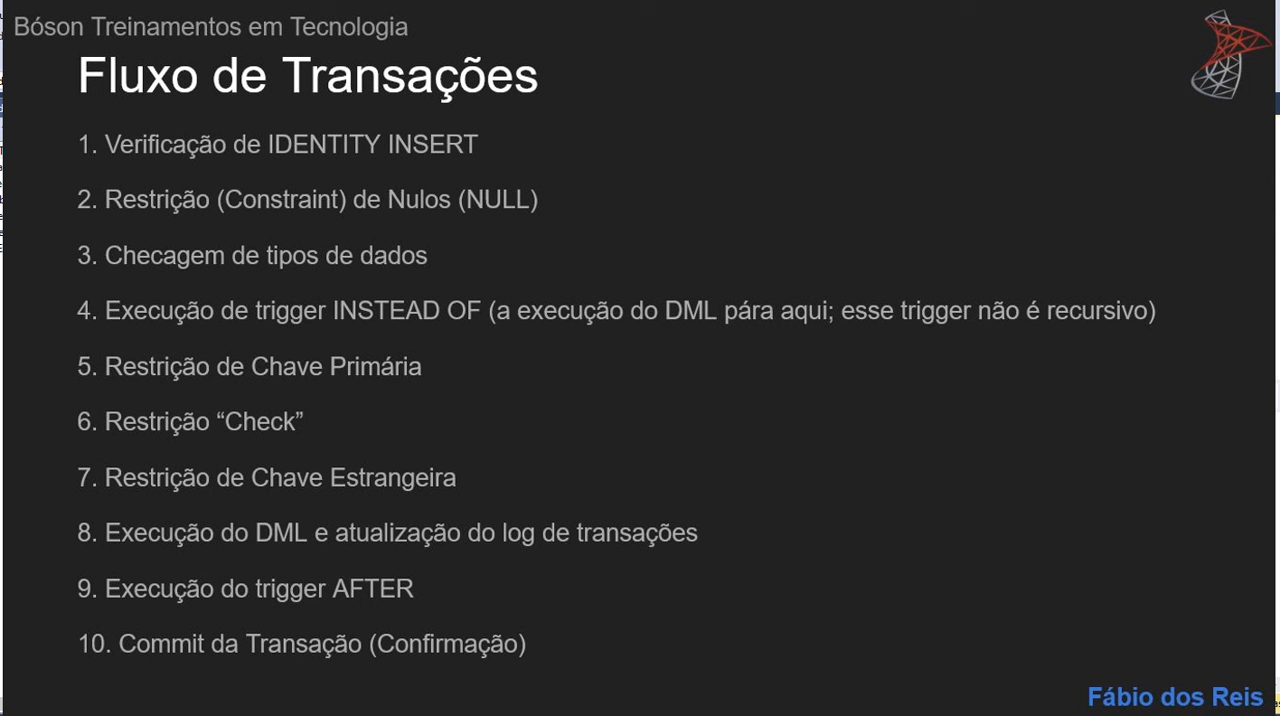 Bóson Treinamentos em Tecnologia
Fluxo de Transações
1. Verificação de IDENTITY INSERT
2. Restrição (Constraint) de Nulos (NULL)
3. Checagem de tipos de dados
4. Execução de trigger INSTEAD OF (a execução do DML pára aqui; esse trigger não é recursivo)
5. Restrição de Chave Primária
6. Restrição “Check”
7. Restrição de Chave Estrangeira
8. Execução do DML e atualização do log de transações
9. Execução do trigger AFTER
10. Commit da Transação (Confirmação)
Fábio dos Reis